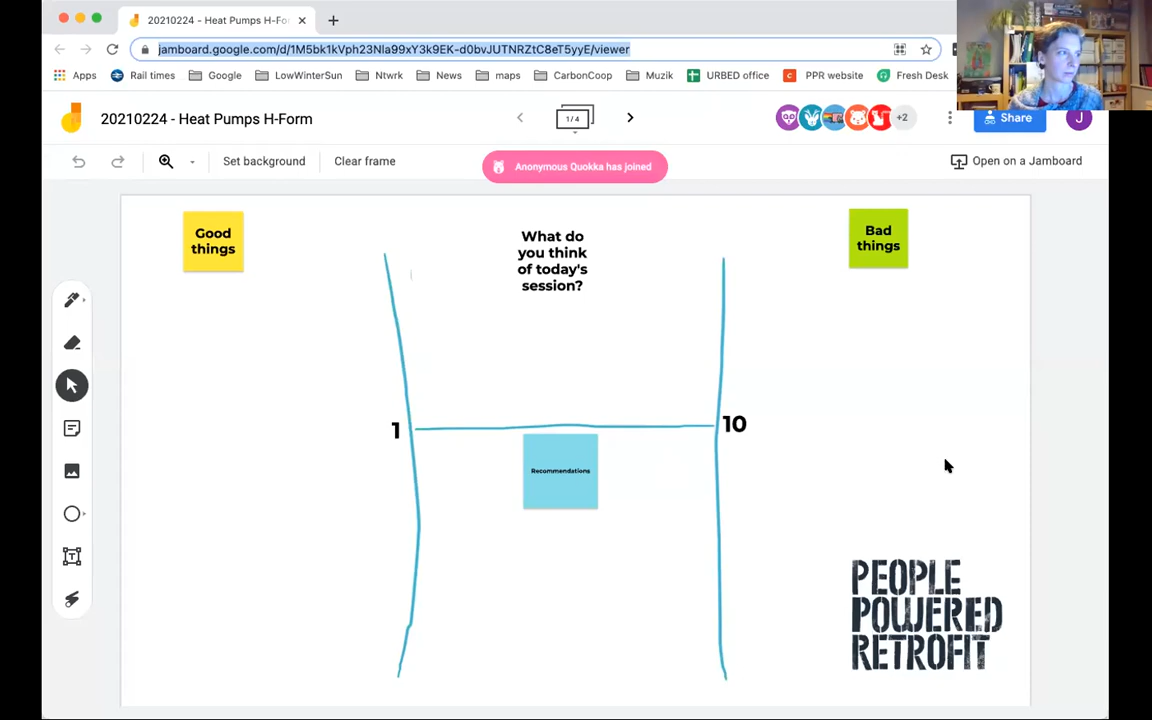 20210224 - Heat Pumps H-For
jamboard.google.com/d/1M5bk1kVph23Nla99xY3k9EK-d0bvJUTNRZtC8eT5yyE/viewer
Apps Rail times Google LowWinterSun Ntwrk News maps CarbonCoop Muzik URBED office PPR website Fresh Desk
20210224 - Heat Pumps H-Form
1/4
+2
Share
J
Set background
Clear frame
Anonymous Quokka has joined
Open on a Jamboard
Good
things
What do
you think
of today's
session?
Bad
things
1
10
Recommendations
PEOPLE
POWERED
RETROFIT